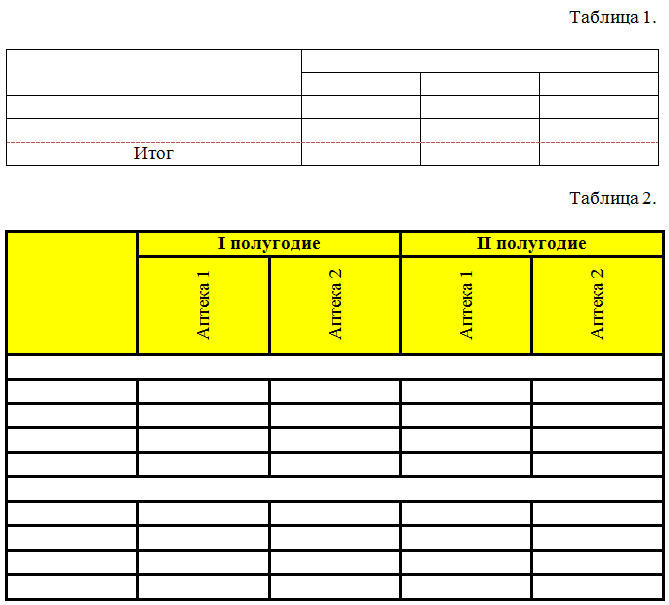 Таблица 1.
Итог
Таблица 2.
I полугодие II полугодие
Аптека 1 Аптека 2 Аптека 1 Аптека 2